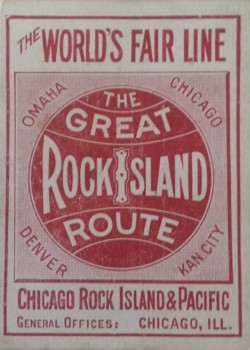 THE WORLD'S FAIR LINE
OMAHA
CHICAGO
THE
GREAT
ROCK ISLAND
ROUTE
DENVER
KAN. CITY
CHICAGO ROCK ISLAND & PACIFIC
GENERAL OFFICES: CHICAGO, ILL.